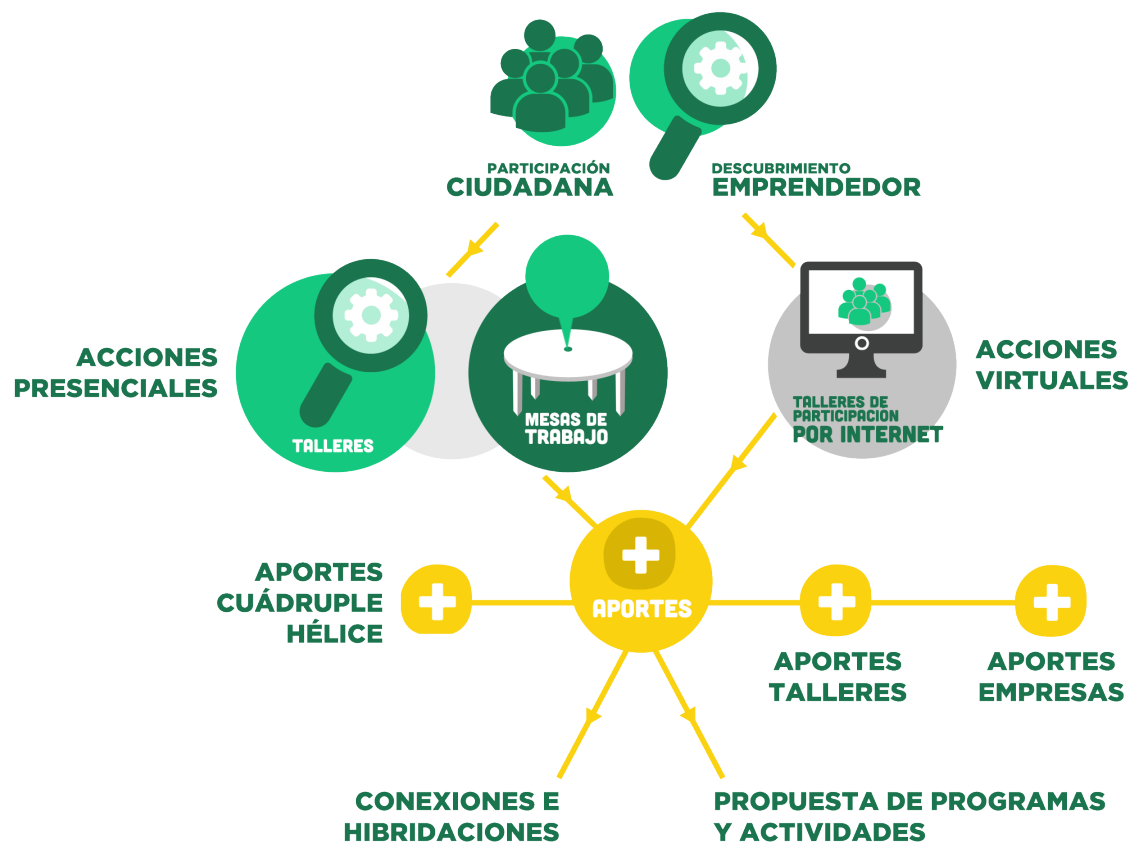 PARTICIPACIÓN
CIUDADANA
DESCUBRIMIENTO
EMPRENDEDOR
ACCIONES
PRESENCIALES
TALLERES
MESAS DE
TRABAJO
TALLERES DE
PARTICIPACIÓN
POR INTERNET
ACCIONES
VIRTUALES
APORTES
CUÁDRUPLE
HÉLICE
APORTES
APORTES
TALLERES
APORTES
EMPRESAS
CONEXIONES E
HIBRIDACIONES
PROPUESTA DE PROGRAMAS
Y ACTIVIDADES